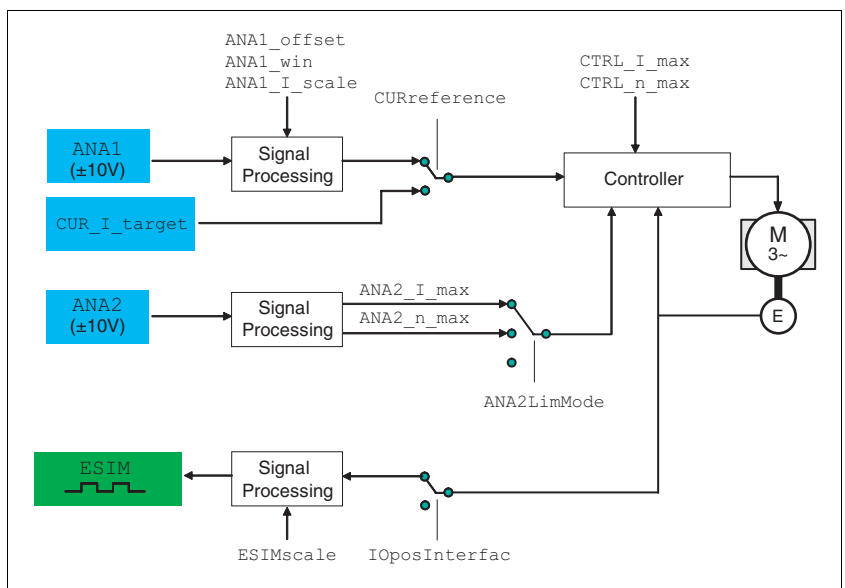 ANA1_offset
ANA1_win
ANA1_I_scale
CURreference
CTRL_I_max
CTRL_n_max
ANA1
(±10V)
Signal
Processing
Controller
CUR_I_target
M
3~
E
ANA2
(±10V)
Signal
Processing
ANA2_I_max
ANA2_n_max
ANA2LimMode
ESIM
Signal
Processing
ESIMscale
IOposInterfac